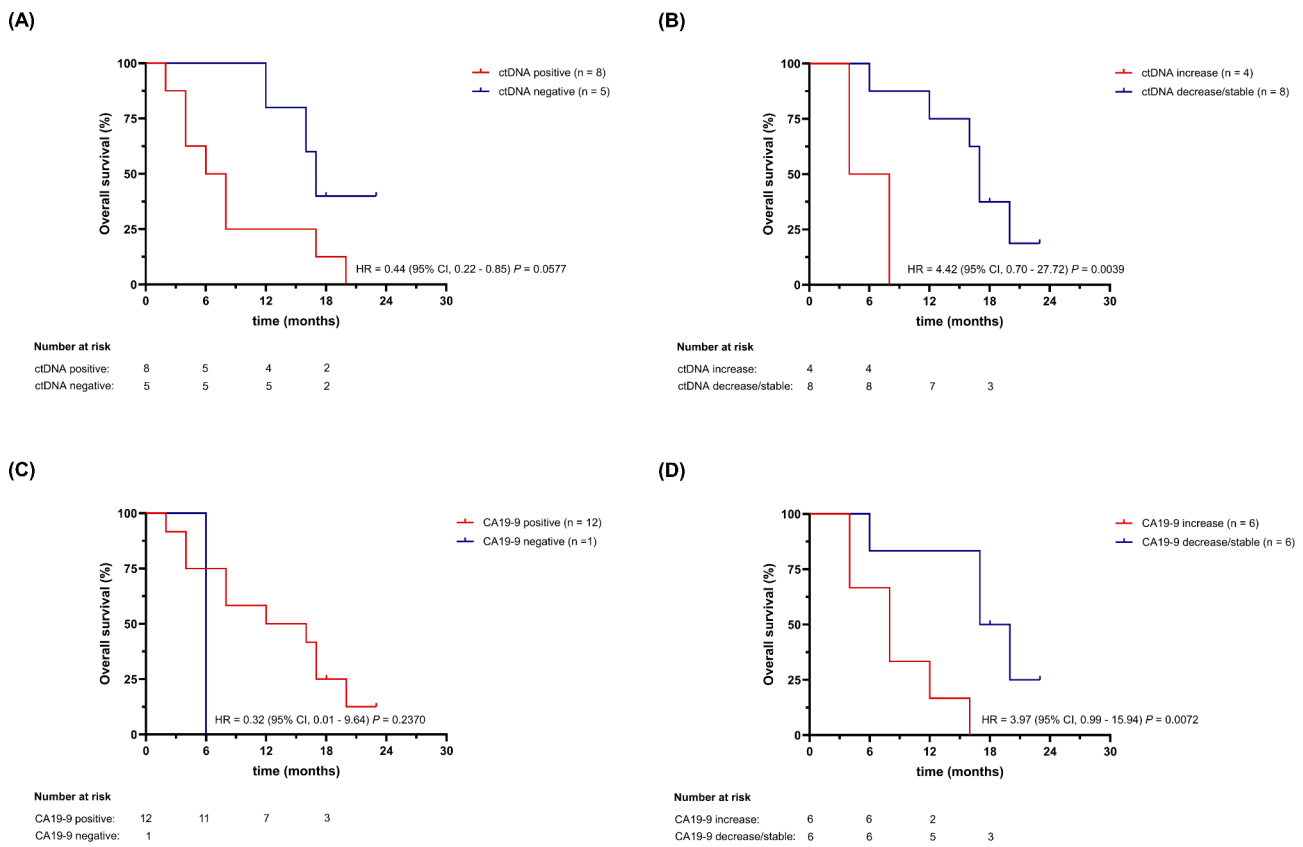 (A)
ctDNA positive (n = 8)
ctDNA negative (n = 5)
Overall survival (%)
100
75
50
25
0
HR = 0.44 (95% CI, 0.22 - 0.85) P = 0.0577
0 6 12 18 24 30
time (months)
Number at risk
ctDNA positive: 8 5 4 2
ctDNA negative: 5 5 5 2
(B)
ctDNA increase (n = 4)
ctDNA decrease/stable (n = 8)
Overall survival (%)
100
75
50
25
0
HR = 4.42 (95% CI, 0.70 - 27.72) P = 0.0039
0 6 12 18 24 30
time (months)
Number at risk
ctDNA increase: 4 4
ctDNA decrease/stable: 8 8 7 3
(C)
CA19-9 positive (n = 12)
CA19-9 negative (n =1)
Overall survival (%)
100
75
50
25
0
HR = 0.32 (95% CI, 0.01 - 9.64) P = 0.2370
0 6 12 18 24 30
time (months)
Number at risk
CA19-9 positive: 12 11 7 3
CA19-9 negative: 1
(D)
CA19-9 increase (n = 6)
CA19-9 decrease/stable (n = 6)
Overall survival (%)
100
75
50
25
0
HR = 3.97 (95% CI, 0.99 - 15.94) P = 0.0072
0 6 12 18 24 30
time (months)
Number at risk
CA19-9 increase: 6 6 2
CA19-9 decrease/stable: 6 6 5 3